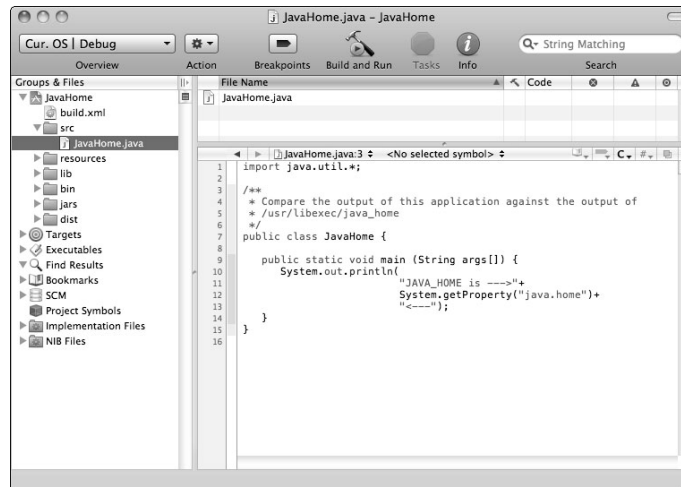 JavaHome.java – JavaHome
Cur. OS | Debug
String Matching
Overview
Action
Breakpoints
Build and Run
Tasks
Info
Search
Groups & Files
JavaHome
build.xml
src
JavaHome.java
resources
lib
bin
jars
dist
Targets
Executables
Find Results
Bookmarks
SCM
Project Symbols
Implementation Files
NIB Files
File Name
Code
JavaHome.java
JavaHome.java:3
<No selected symbol>
C
#
1 import java.util.*;
2
3 /**
4 * Compare the output of this application against the output of
5 * /usr/libexec/java_home
6 */
7 public class JavaHome {
8
9 public static void main (String args[]) {
10 System.out.println(
11 "JAVA_HOME is --->"+
12 System.getProperty("java.home")+
13 "<---");
14 }
15 }
16